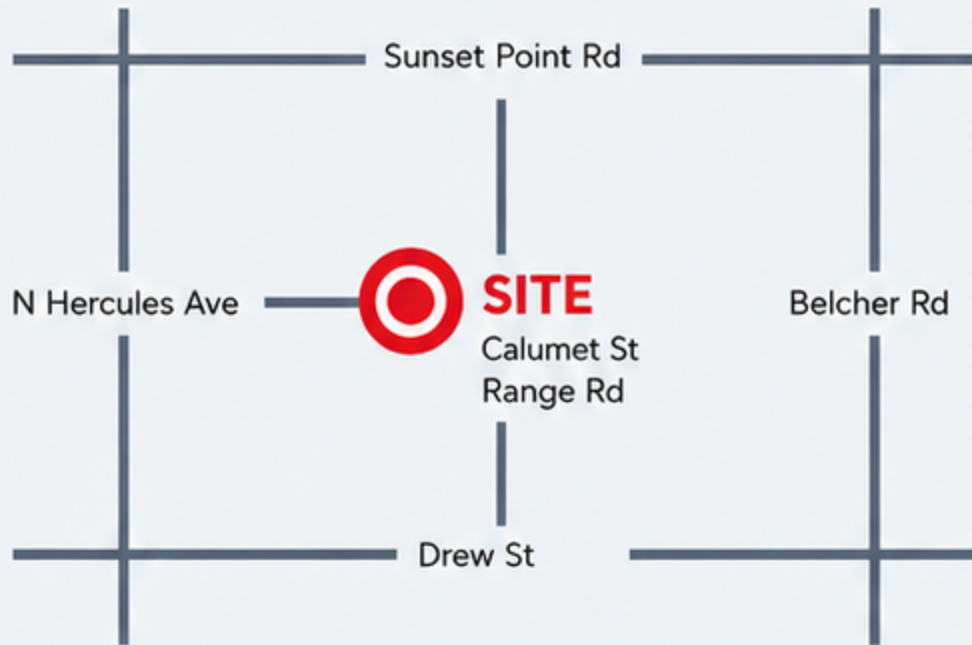 Sunset Point Rd
N Hercules Ave
SITE
Calumet St
Range Rd
Belcher Rd
Drew St